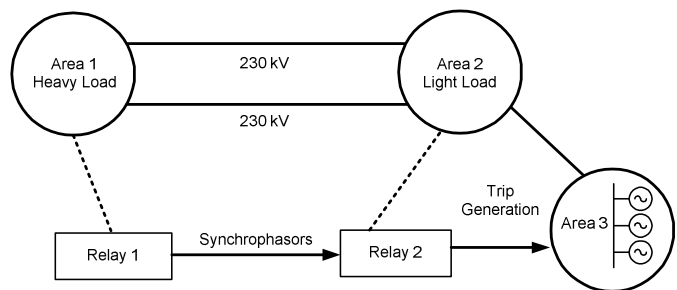 Area 1
Heavy Load
230 kV
230 kV
Area 2
Light Load
Trip
Generation
Area 3
Relay 1
Synchrophasors
Relay 2